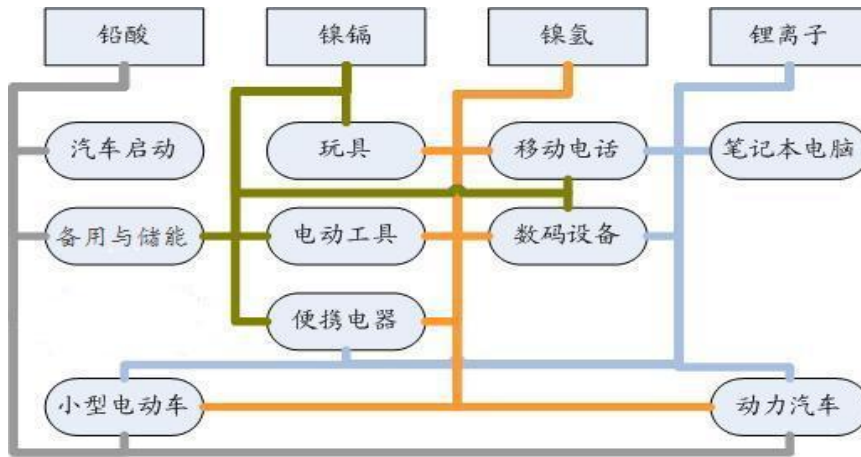 铅酸
镍镉
镍氢
锂离子
汽车启动
玩具
移动电话
笔记本电脑
备用与储能
电动工具
数码设备
便携电器
小型电动车
动力汽车